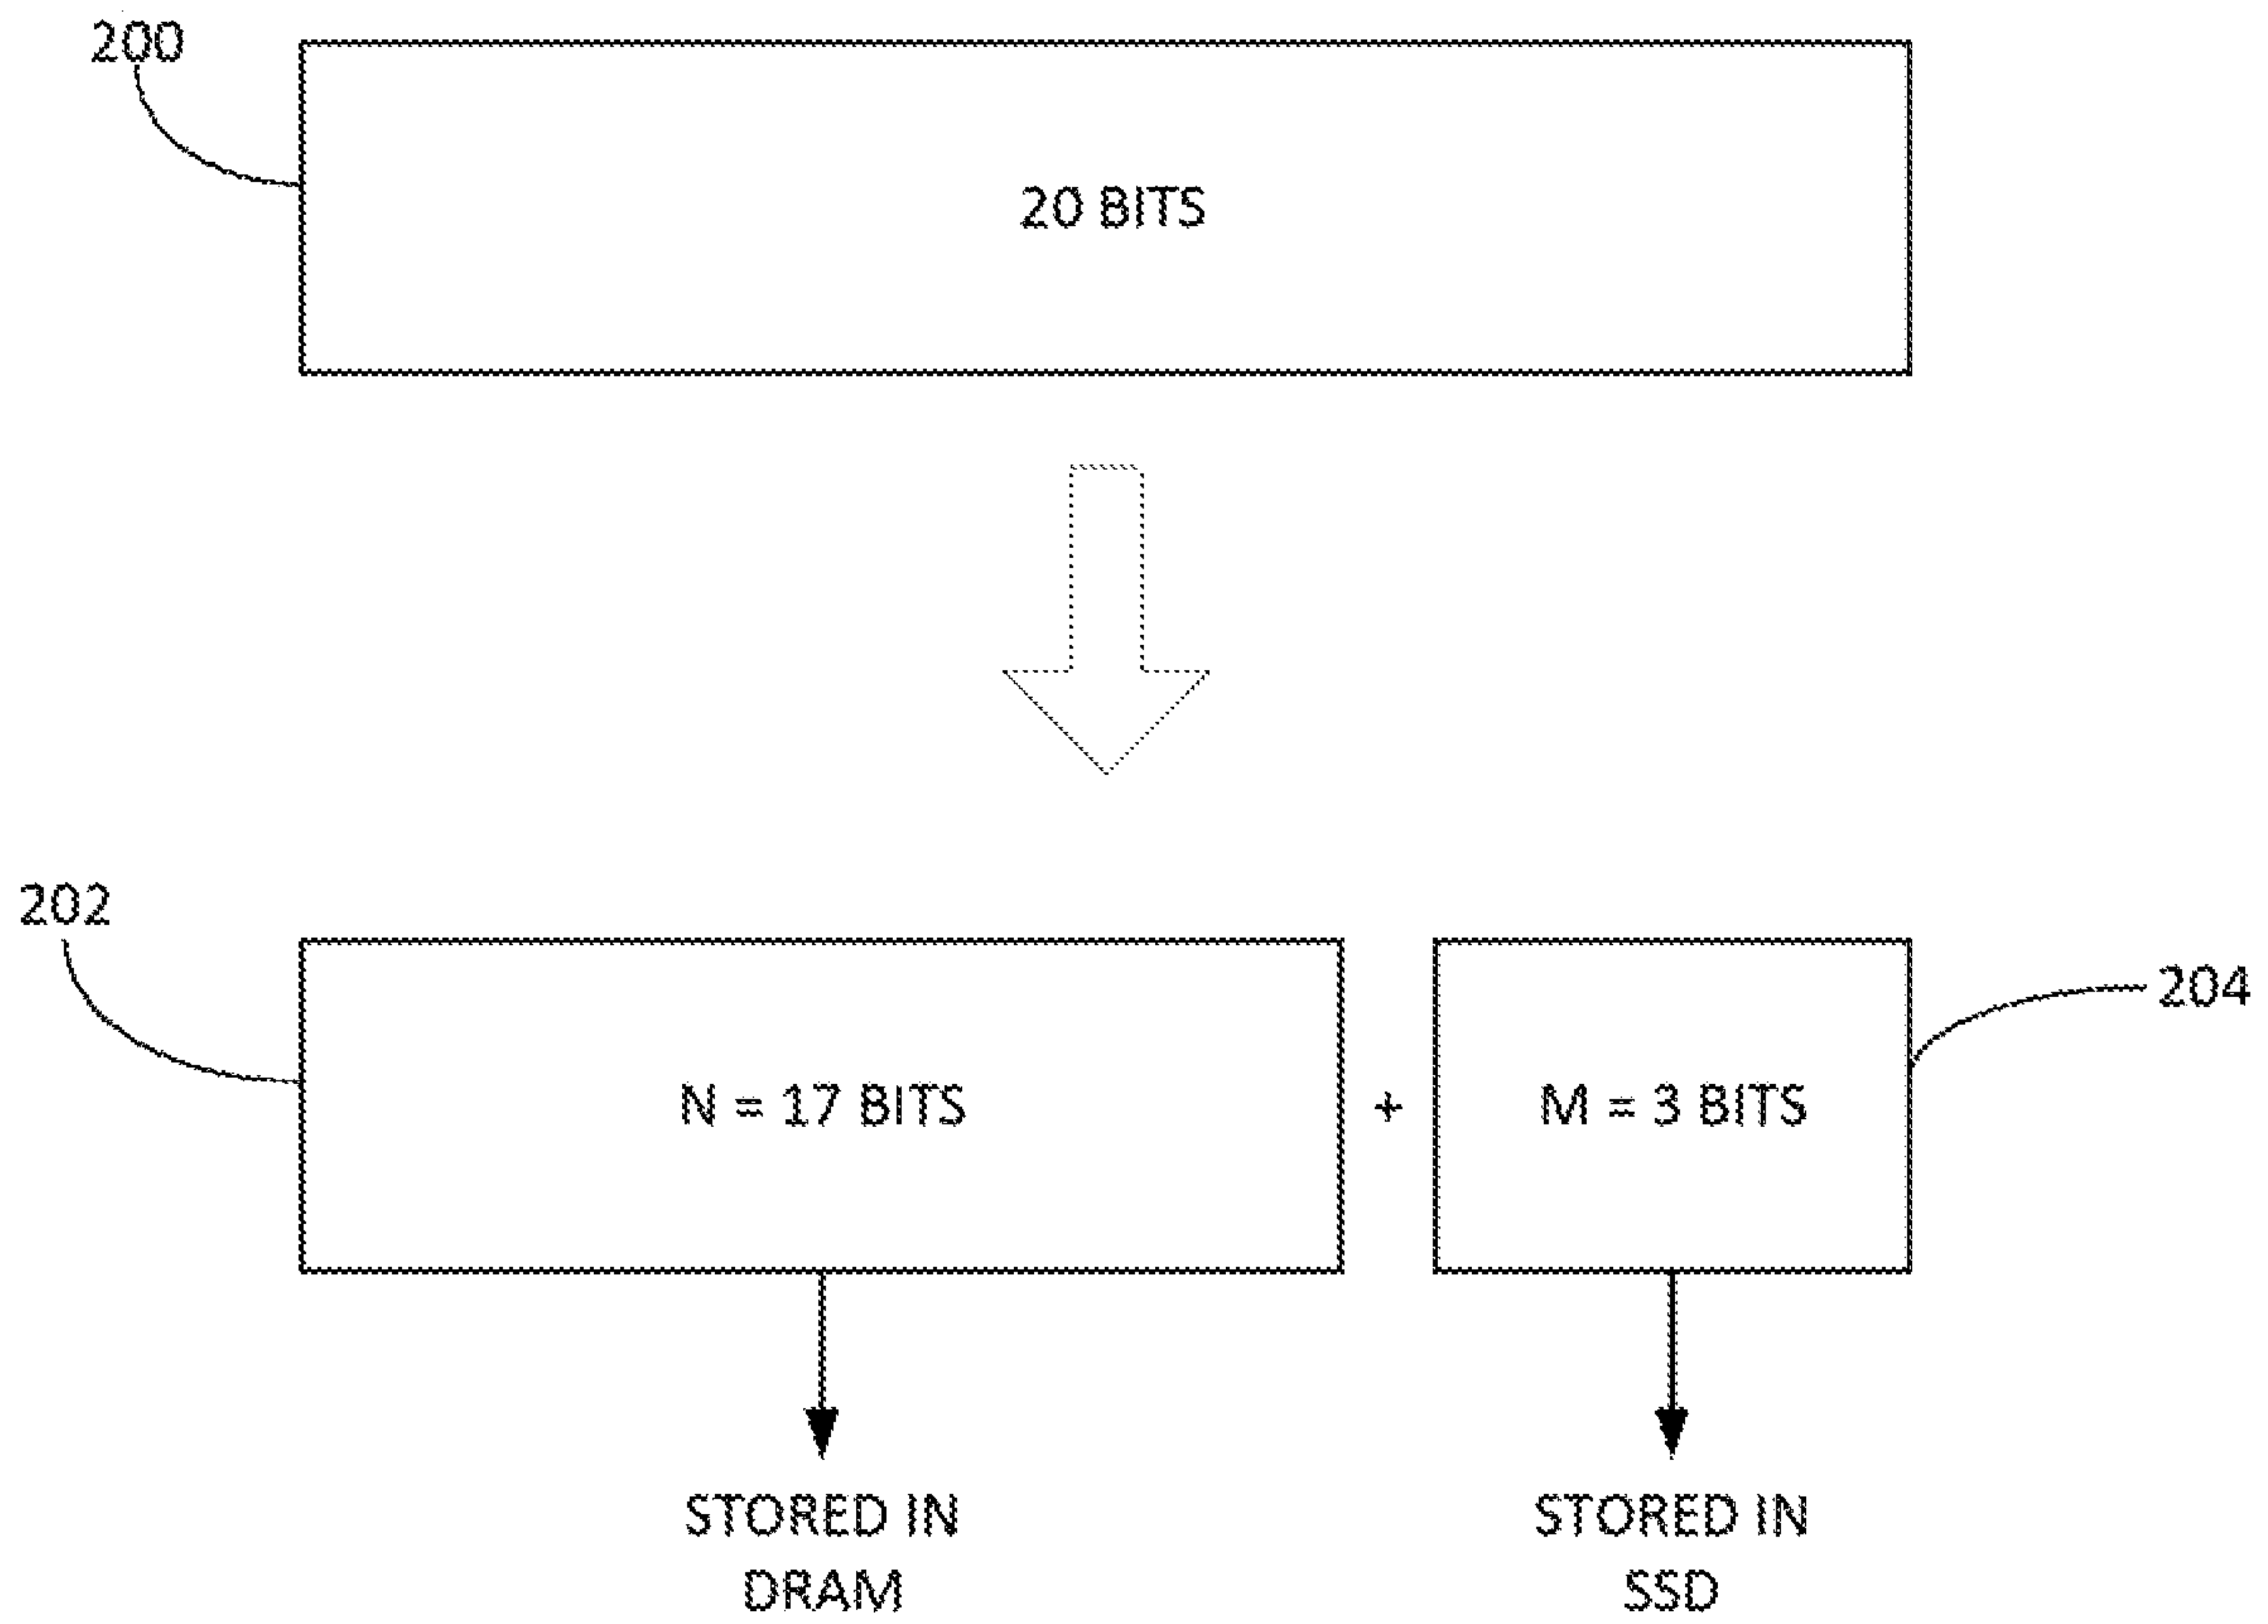 200
20 BITS
202
204
N = 17 BITS
+
M = 3 BITS
STORED IN
DRAM
STORED IN
SSD